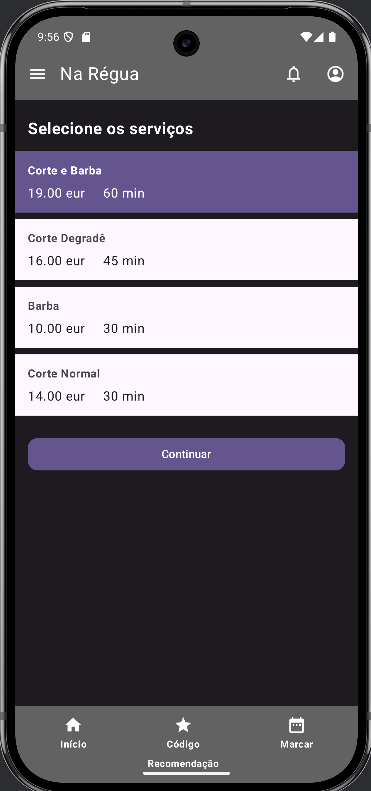 9:56
Na Régua
Selecione os serviços
Corte e Barba
19.00 eur 60 min
Corte Degradê
16.00 eur 45 min
Barba
10.00 eur 30 min
Corte Normal
14.00 eur 30 min
Continuar
Início Código Marcar
Recomendação